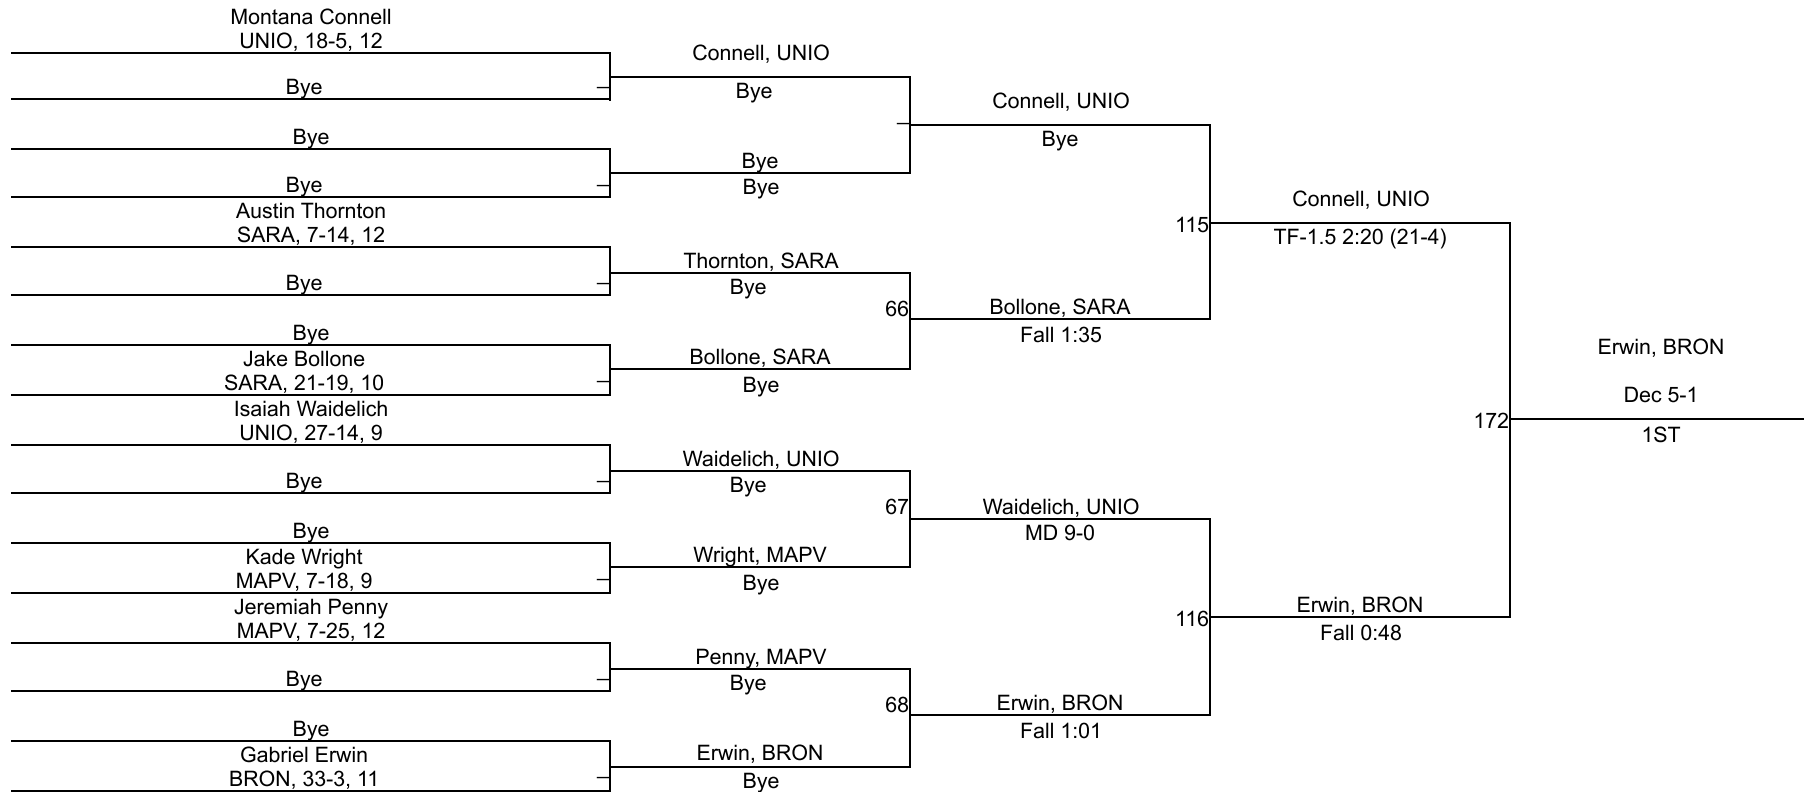 Montana Connell
UNIO, 18-5, 12
Bye
Bye
Bye
Austin Thornton
SARA, 7-14, 12
Bye
Bye
Jake Bollone
SARA, 21-19, 10
Isaiah Waidelich
UNIO, 27-14, 9
Bye
Bye
Kade Wright
MAPV, 7-18, 9
Jeremiah Penny
MAPV, 7-25, 12
Bye
Bye
Gabriel Erwin
BRON, 33-3, 11
Connell, UNIO
Bye
Bye
Bye
Thornton, SARA
Bye
66
Bollone, SARA
Bye
Waidelich, UNIO
Bye
67
Wright, MAPV
Bye
Penny, MAPV
Bye
68
Erwin, BRON
Bye
Connell, UNIO
Bye
115
Bollone, SARA
Fall 1:35
Waidelich, UNIO
MD 9-0
116
Erwin, BRON
Fall 1:01
Connell, UNIO
TF-1.5 2:20 (21-4)
172
Erwin, BRON
Fall 0:48
Erwin, BRON
Dec 5-1
1ST